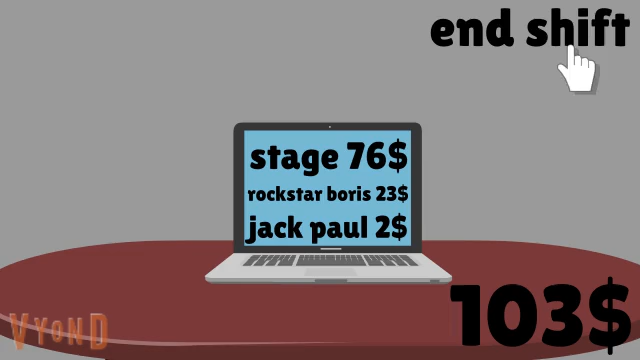 end shift
stage 76$
rockstar boris 23$
jack paul 2$
103$
VYOND